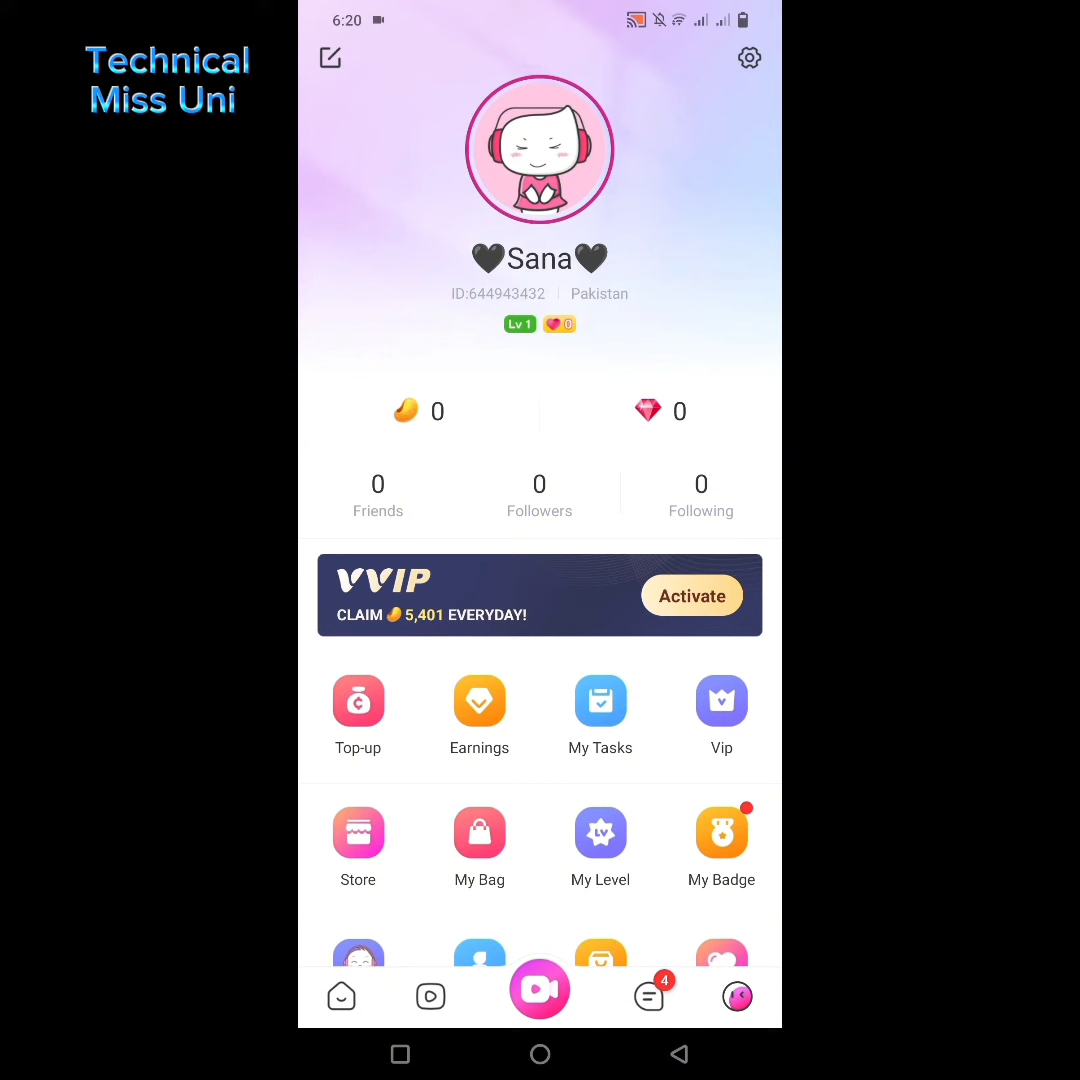 Technical
Miss Uni
6:20
🖤Sana🖤
ID:644943432 Pakistan
Lv 1 0
0 0
0 0 0
Friends Followers Following
VVIP
CLAIM 5,401 EVERYDAY!
Activate
Top-up Earnings My Tasks Vip
LV
Store My Bag My Level My Badge
4